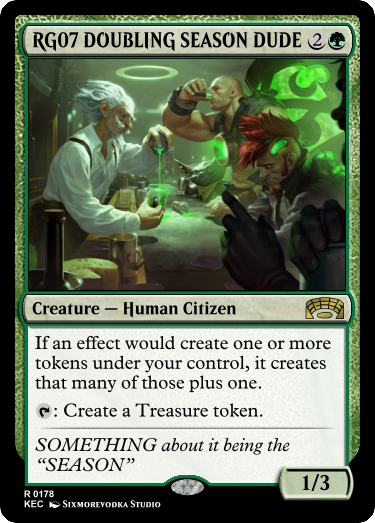 RG07 DOUBLING SEASON DUDE 2
Creature — Human Citizen
If an effect would create one or more
tokens under your control, it creates
that many of those plus one.
: Create a Treasure token.
SOMETHING about it being the
“SEASON”
1/3
R 0178
KEC Sixmorevodka Studio